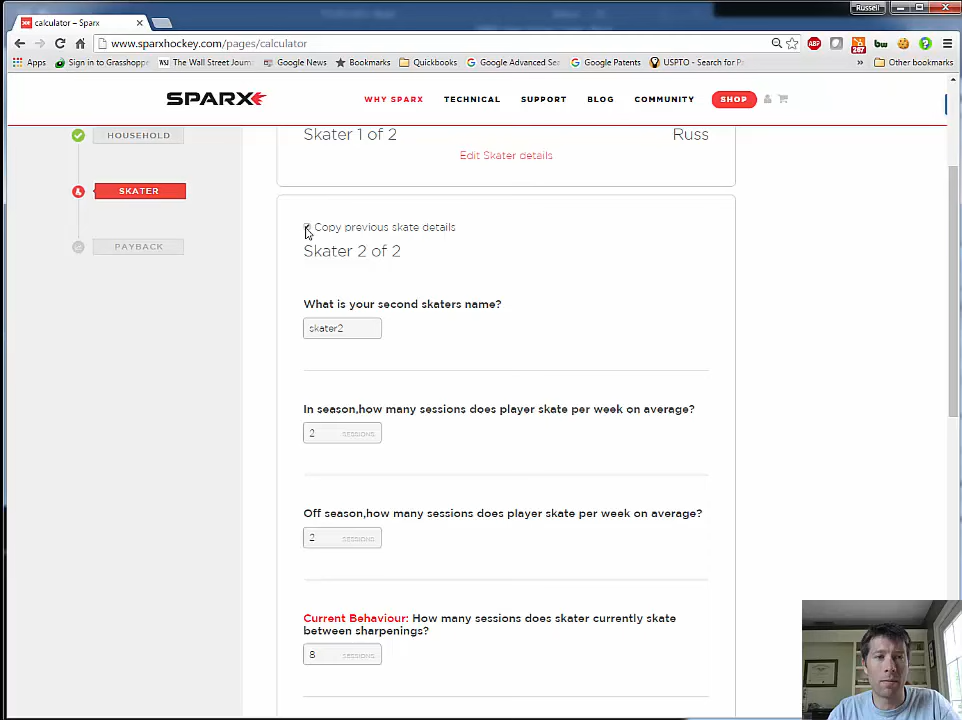 Russell
calculator – Sparx
www.sparxhockey.com/pages/calculator
Apps
Sign in to Grasshoppe
The Wall Street Journ
Google News
Bookmarks
Quickbooks
Google Advanced Sea
Google Patents
USPTO - Search for Pa
»
Other bookmarks
ABP
267
bw
SPARX
WHY SPARX
TECHNICAL
SUPPORT
BLOG
COMMUNITY
SHOP
HOUSEHOLD
SKATER
PAYBACK
Skater 1 of 2
Russ
Edit Skater details
Copy previous skate details
Skater 2 of 2
What is your second skaters name?
skater2
In season,how many sessions does player skate per week on average?
2 SESSIONS
Off season,how many sessions does player skate per week on average?
2 SESSIONS
Current Behaviour: How many sessions does skater currently skate
between sharpenings?
8 SESSIONS